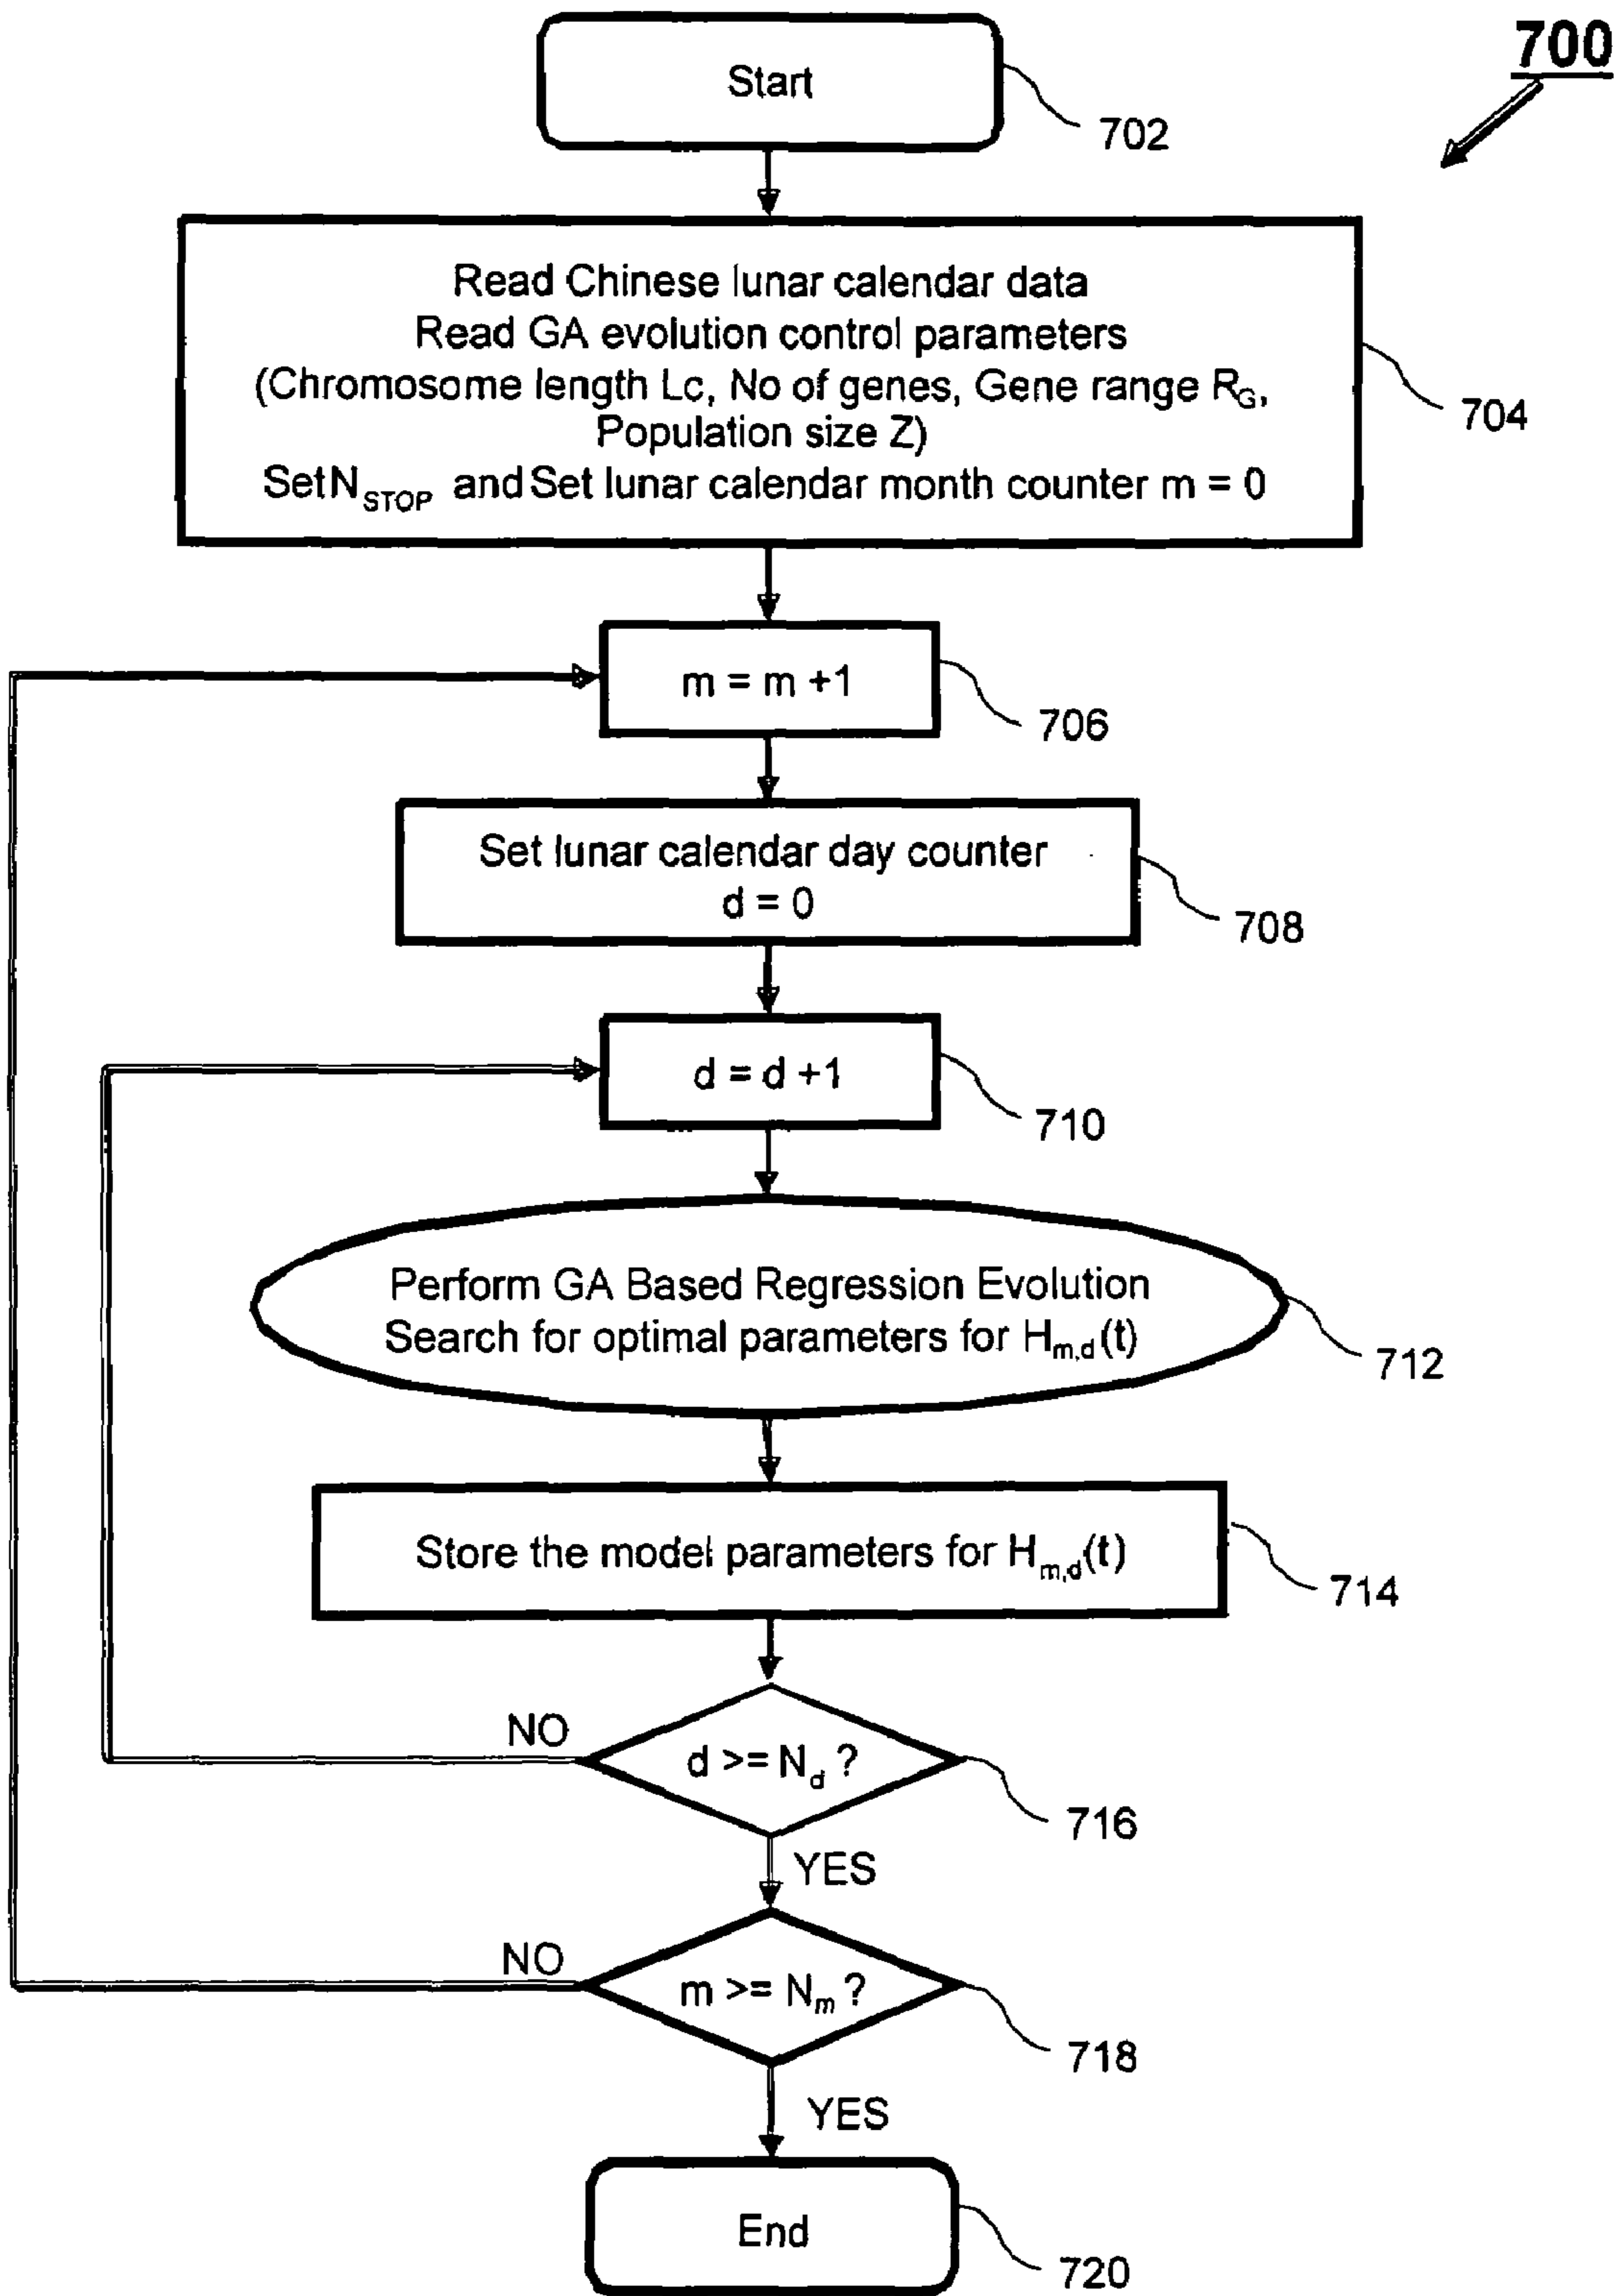 700
Start
702
Read Chinese lunar calendar data
Read GA evolution control parameters
(Chromosome length Lc, No of genes, Gene range R_G,
Population size Z)
SetN_STOP and Set lunar calendar month counter m = 0
704
m = m +1
706
Set lunar calendar day counter
d = 0
708
d = d +1
710
Perform GA Based Regression Evolution
Search for optimal parameters for H_m,d(t)
712
Store the model parameters for H_m,d(t)
714
NO
d >= N_d ?
716
YES
NO
m >= N_m ?
718
YES
End
720